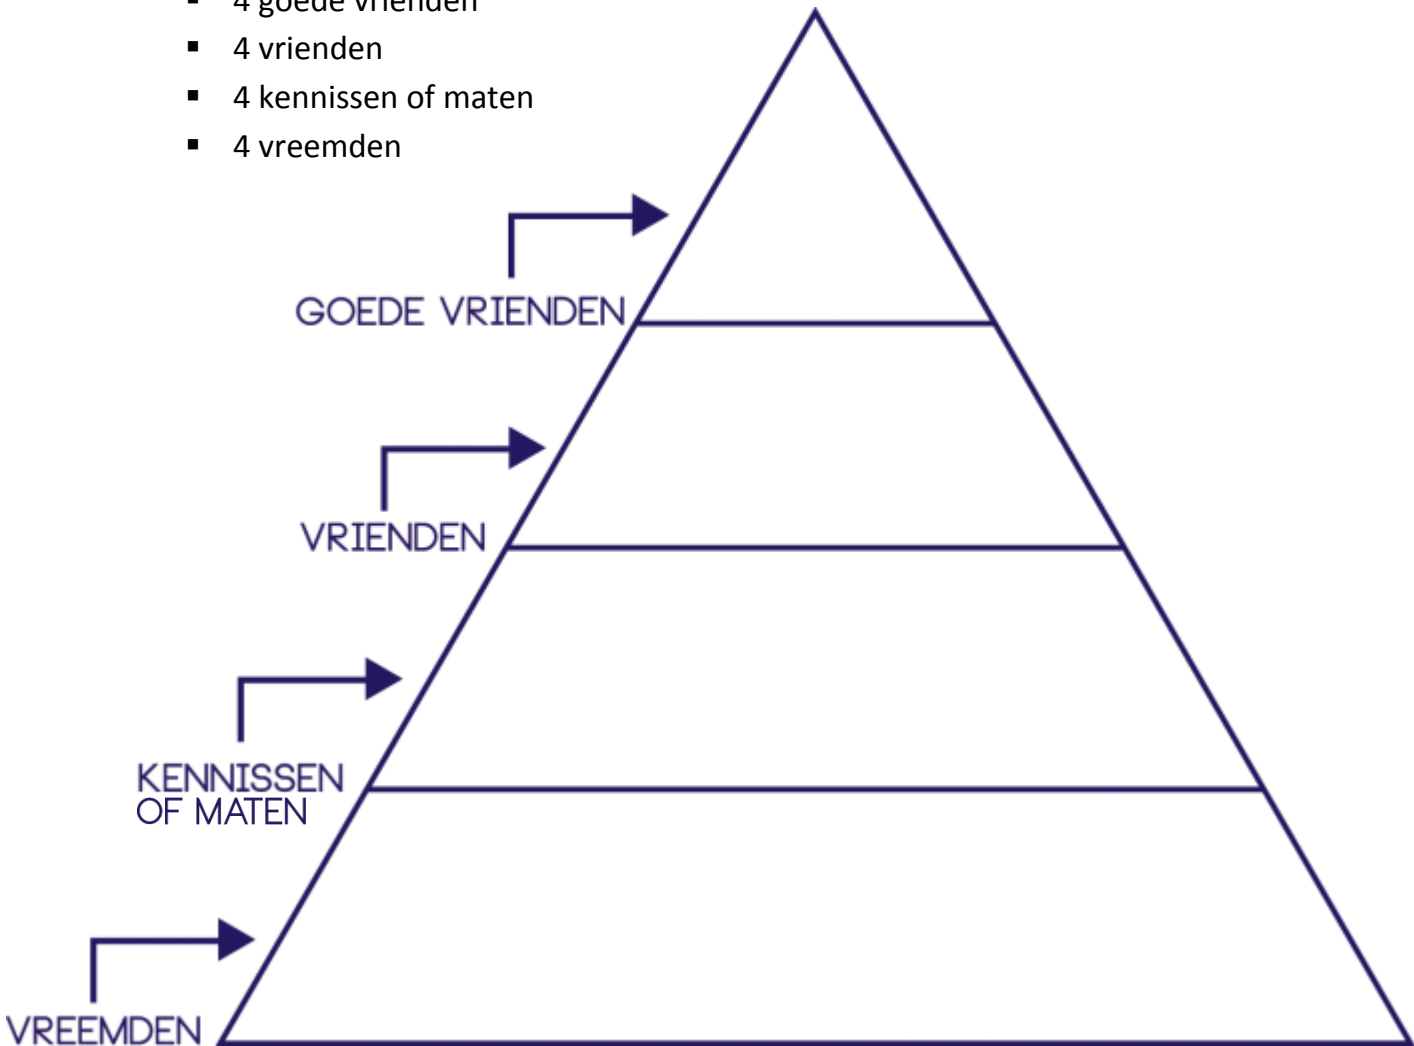 ▪ 4 goede vrienden
▪ 4 vrienden
▪ 4 kennissen of maten
▪ 4 vreemden
GOEDE VRIENDEN
VRIENDEN
KENNISSEN
OF MATEN
VREEMDEN